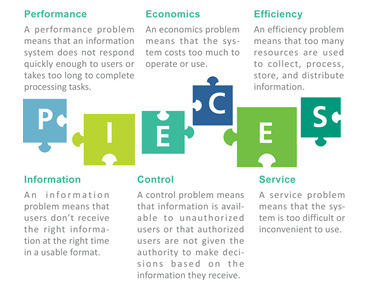 Performance
A performance problem
means that an information
system does not respond
quickly enough to users or
takes too long to complete
processing tasks.
Economics
An economics problem
means that the sys-
tem costs too much to
operate or use.
Efficiency
An efficiency problem
means that too many
resources are used
to collect, process,
store, and distribute
information.
P I E C E S
Information
An information
problem means that
users don't receive
the right informa-
tion at the right time
in a usable format.
Control
A control problem means
that information is avail-
able to unauthorized
users or that authorized
users are not given the
authority to make deci-
sions based on the
information they receive.
Service
A service problem
means that the sys-
tem is too difficult or
inconvenient to use.